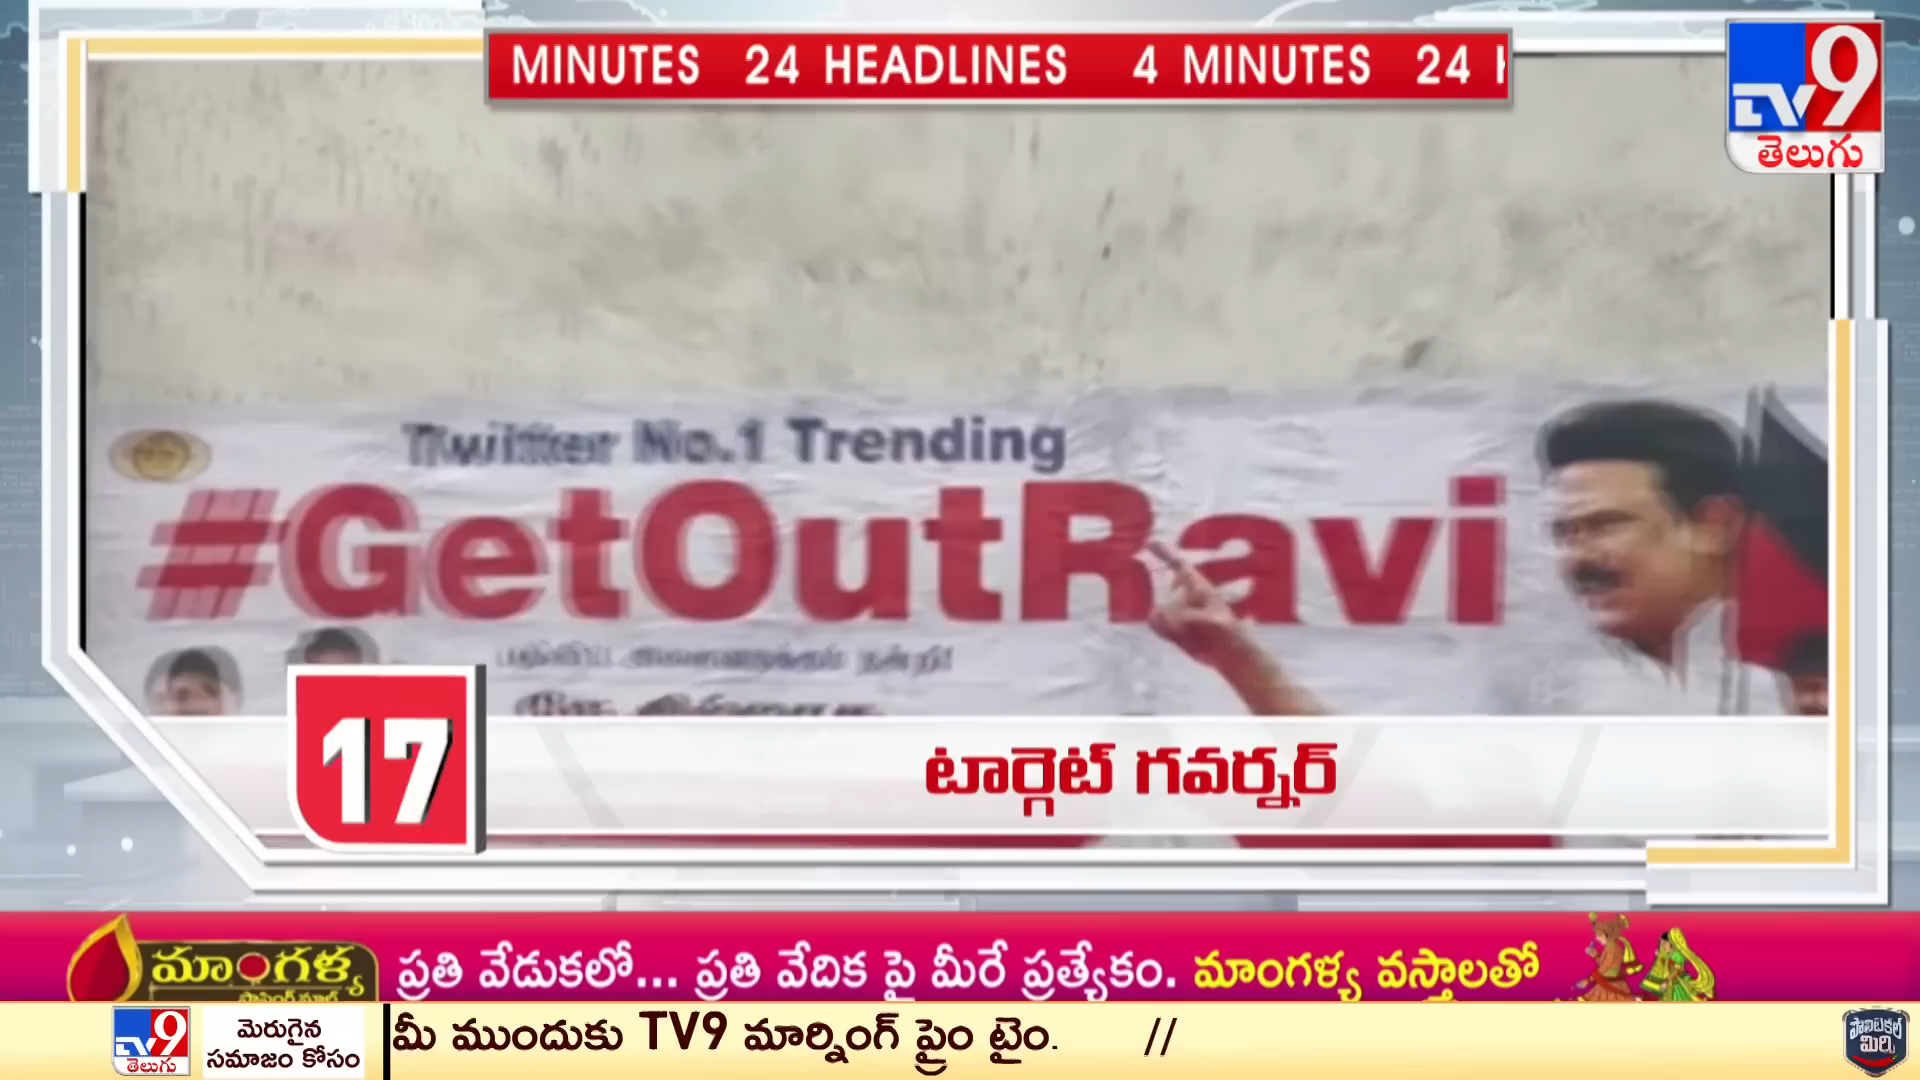 MINUTES 24 HEADLINES 4 MINUTES 24
TV9
తెలుగు
Twitter No.1 Trending
#GetOutRavi
17
టార్గెట్ గవర్నర్
మాంగళ్య
షాపింగ్ మాల్
ప్రతి వేడుకలో... ప్రతి వేదిక పై మీరే ప్రత్యేకం. మాంగళ్య వస్త్రాలతో
TV9
తెలుగు
మెరుగైన
సమాజం కోసం
మీ ముందుకు TV9 మార్నింగ్ ప్రైం టైం. //
పొలిటికల్
మిర్చి